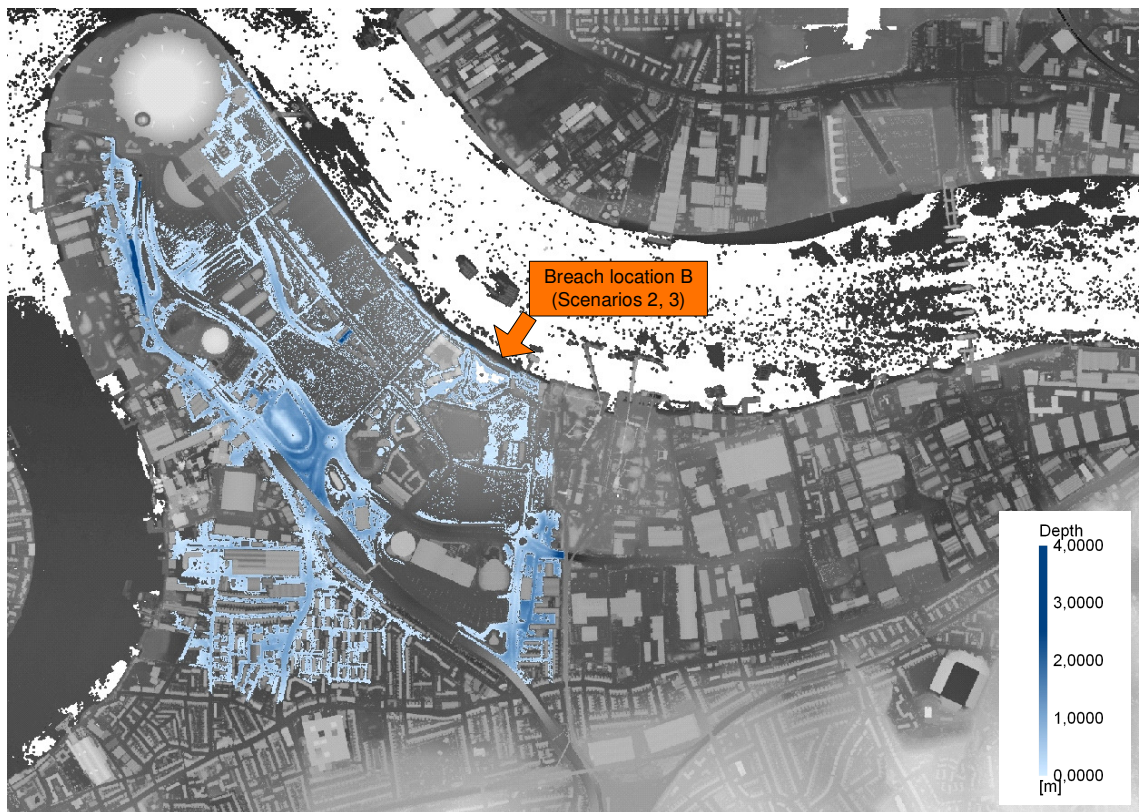 Breach location B
(Scenarios 2, 3)
Depth
4,0000
3,0000
2,0000
1,0000
0,0000
[m]